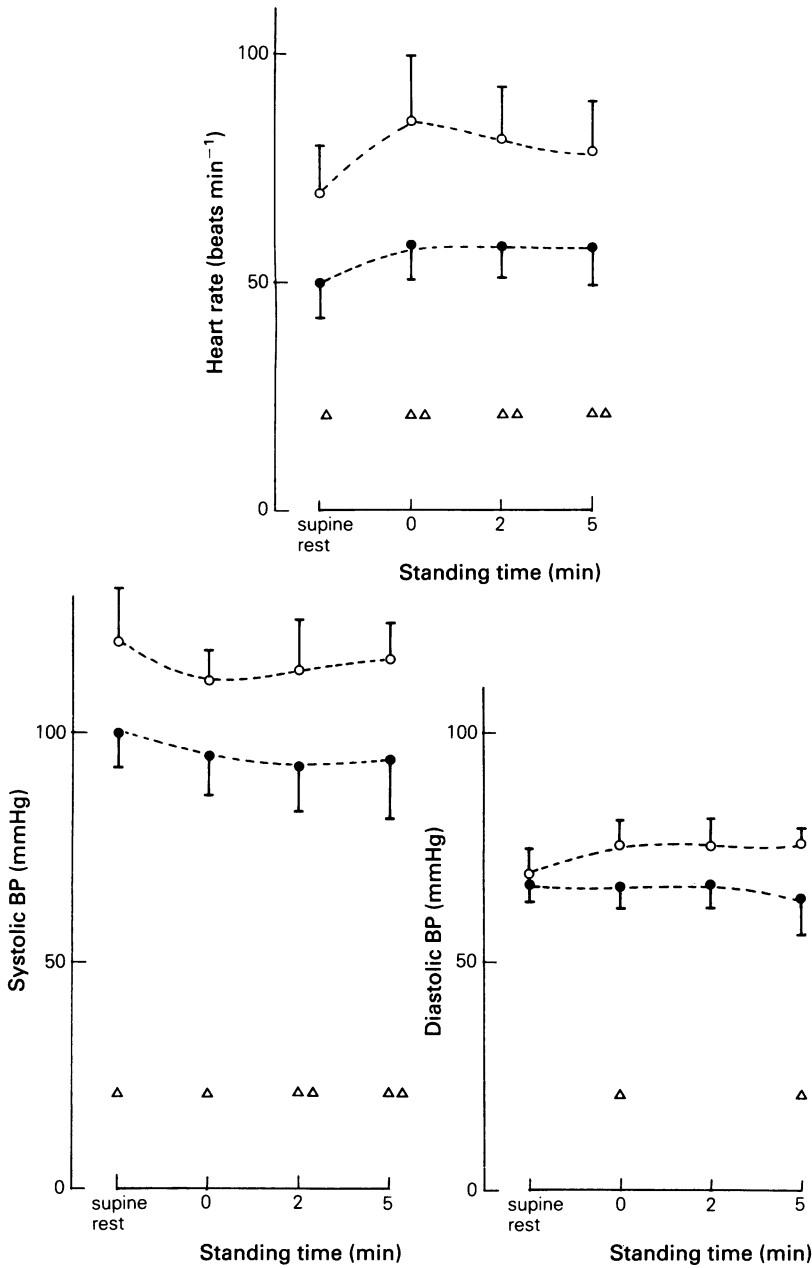 100
50
0
Heart rate (beats min⁻¹)
supine rest
0
2
5
Standing time (min)
100
50
0
Systolic BP (mmHg)
supine rest
0
2
5
Standing time (min)
100
50
0
Diastolic BP (mmHg)
supine rest
0
2
5
Standing time (min)